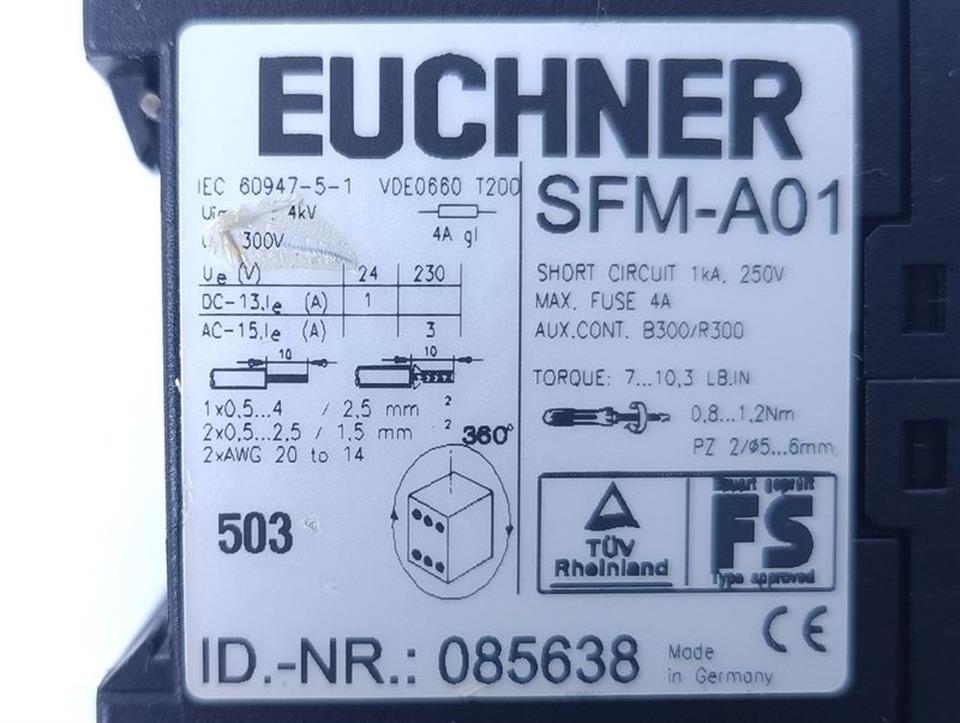 EUCHNER
IEC 60947-5-1 VDE0660 T200
4kV
300V
4A gl
Ue (V) 24 230
DC-13,Ie (A) 1
AC-15,Ie (A) 3
10 10
1x0,5...4 / 2,5 mm 2
2x0,5...2,5 / 1,5 mm 2
2xAWG 20 to 14
360°
503
SFM-A01
SHORT CIRCUIT 1kA, 250V
MAX. FUSE 4A
AUX.CONT. B300/R300
TORQUE: 7...10,3 LB.IN
0,8...1,2Nm
PZ 2/ø5...6mm
TÜV
Rheinland
Bauart geprüft
FS
Type approved
CE
ID.-NR.: 085638
Made
in Germany